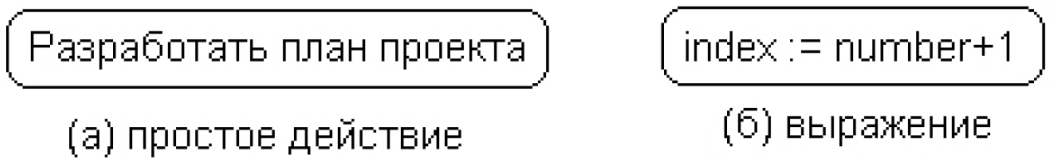 Разработать план проекта
index := number+1
(а) простое действие
(б) выражение